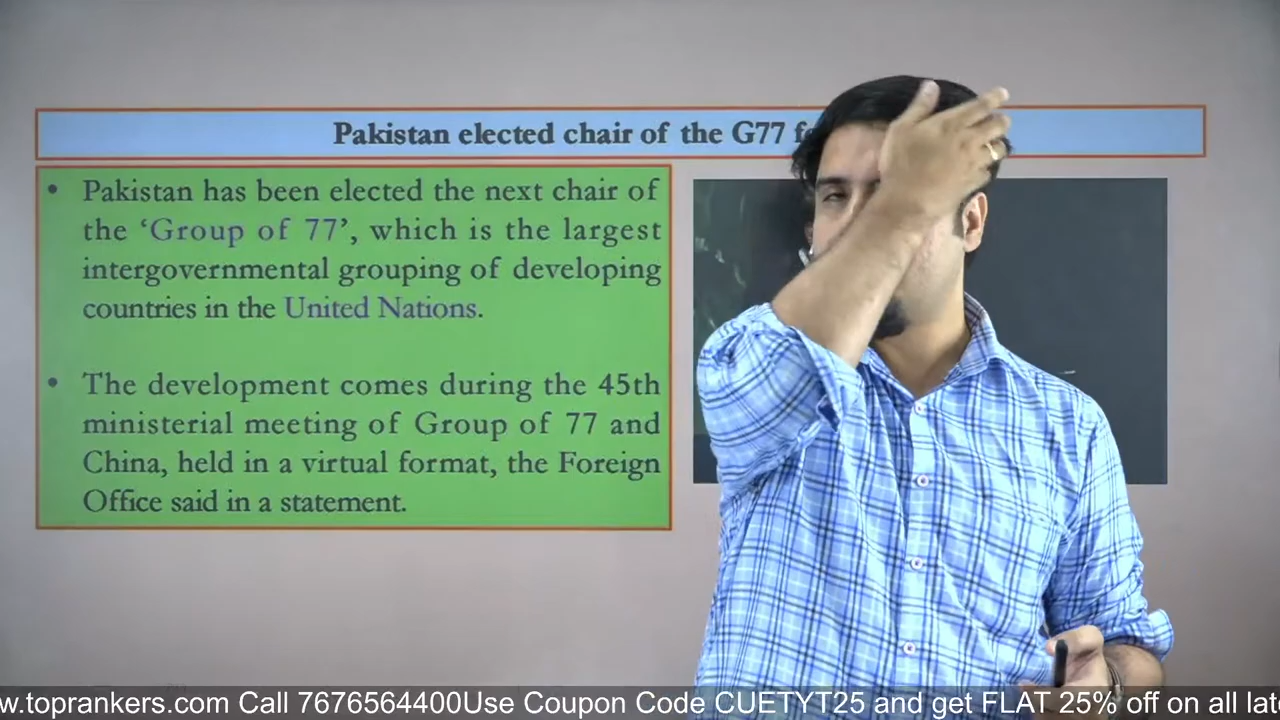 Pakistan elected chair of the G77
• Pakistan has been elected the next chair of
the ‘Group of 77’, which is the largest
intergovernmental grouping of developing
countries in the United Nations.
• The development comes during the 45th
ministerial meeting of Group of 77 and
China, held in a virtual format, the Foreign
Office said in a statement.
w.toprankers.com Call 7676564400Use Coupon Code CUETYT25 and get FLAT 25% off on all